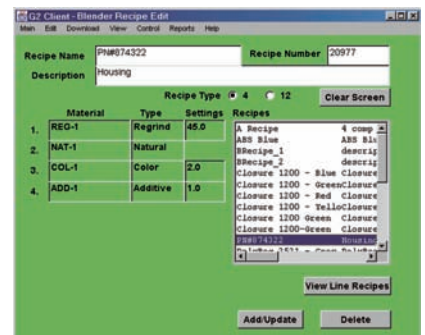 G2 Client - Blender Recipe Edit
Main Edit Download View Control Reports Help
Recipe Name PN#874322 Recipe Number 20977
Description Housing
Recipe Type 4 12 Clear Screen
Material Type Settings Recipes
1. REG-1 Regrind 45.0
2. NAT-1 Natural
3. COL-1 Color 2.0
4. ADD-1 Additive 1.0
A Recipe 4 comp
ABS Blue ABS Blu
BRecipe_1 descrip
BRecipe_2 descrip
Closure 1200 - Blue Closure
Closure 1200 - GreenClosure
Closure 1200 - Red Closure
Closure 1200 - YelloClosure
Closure 1200 Green Closure
Closure 1200-Green Closure
PN#874322 Housing
View Line Recipes
Add/Update Delete